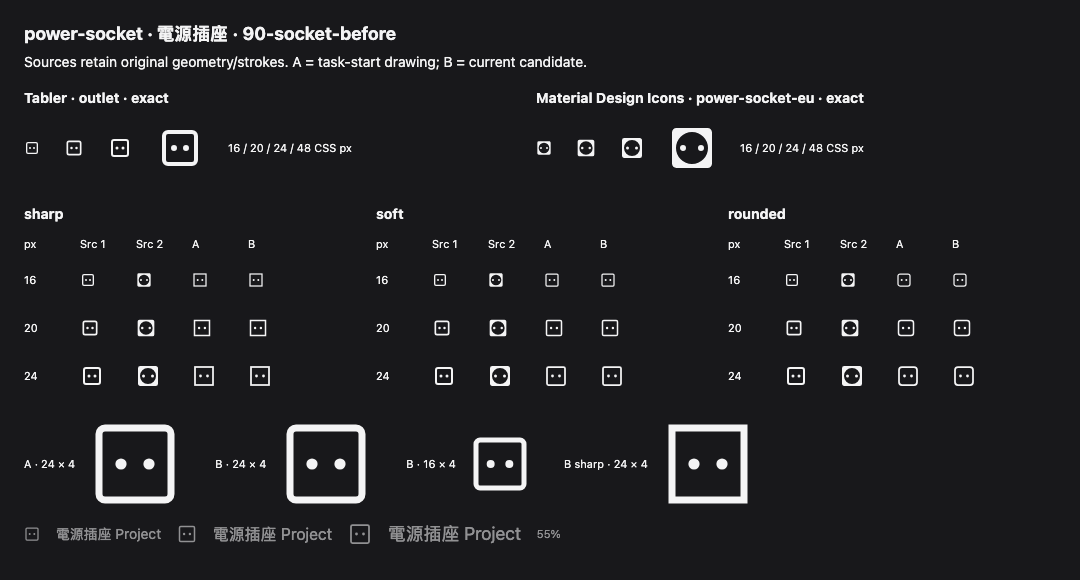 power-socket · 電源插座 · 90-socket-before
Sources retain original geometry/strokes. A = task-start drawing; B = current candidate.
Tabler · outlet · exact
Material Design Icons · power-socket-eu · exact
16 / 20 / 24 / 48 CSS px
16 / 20 / 24 / 48 CSS px
sharp
soft
rounded
px Src 1 Src 2 A B
px Src 1 Src 2 A B
px Src 1 Src 2 A B
16
16
16
20
20
20
24
24
24
A · 24 × 4
B · 24 × 4
B · 16 × 4
B sharp · 24 × 4
電源插座 Project
電源插座 Project
電源插座 Project
55%